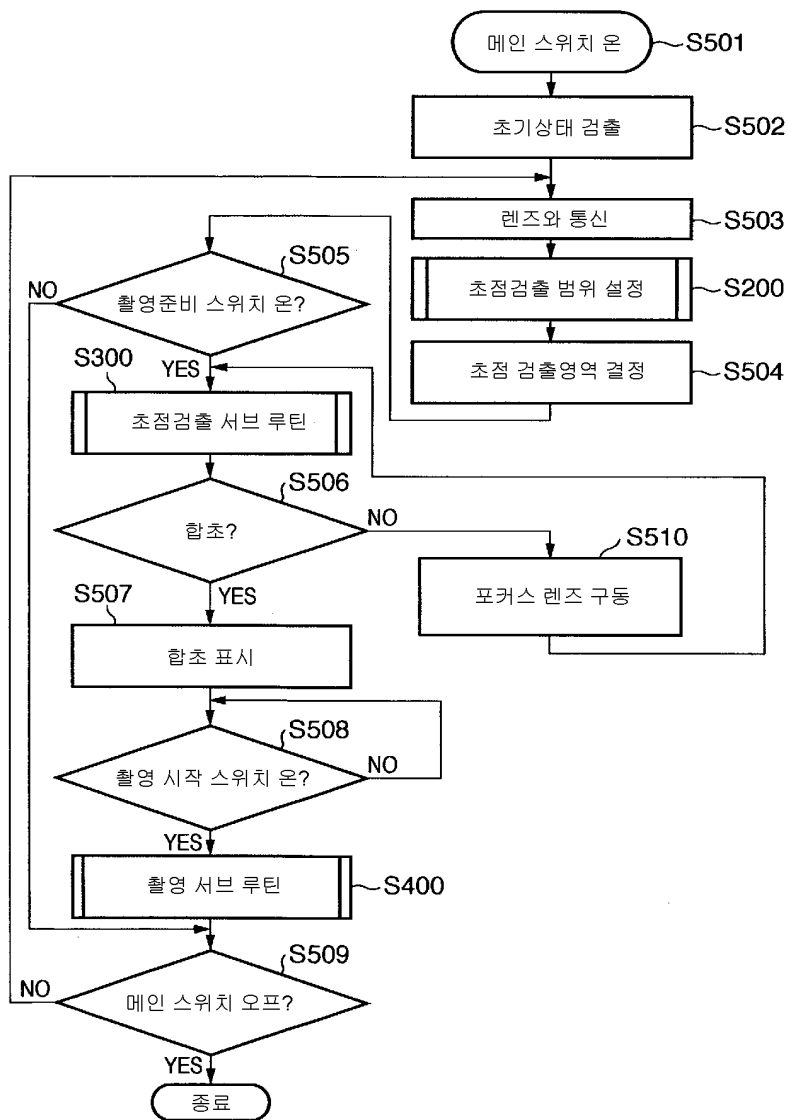 메인 스위치 온
S501
초기상태 검출
S502
렌즈와 통신
S503
초점검출 범위 설정
S200
초점 검출영역 결정
S504
S505
촬영준비 스위치 온?
NO
YES
S300
초점검출 서브 루틴
S506
합초?
NO
YES
S510
포커스 렌즈 구동
S507
합초 표시
S508
촬영 시작 스위치 온?
NO
YES
촬영 서브 루틴
S400
S509
메인 스위치 오프?
NO
YES
종료